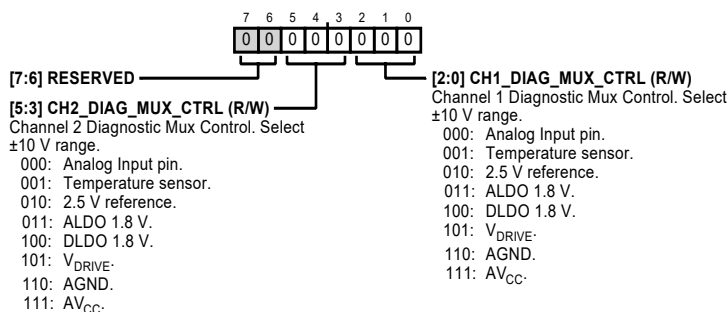 7 6 5 4 3 2 1 0
0 0 0 0 0 0 0 0
[7:6] RESERVED
[5:3] CH2_DIAG_MUX_CTRL (R/W)
Channel 2 Diagnostic Mux Control. Select
±10 V range.
000: Analog Input pin.
001: Temperature sensor.
010: 2.5 V reference.
011: ALDO 1.8 V.
100: DLDO 1.8 V.
101: VDRIVE.
110: AGND.
111: AVCC.
[2:0] CH1_DIAG_MUX_CTRL (R/W)
Channel 1 Diagnostic Mux Control. Select
±10 V range.
000: Analog Input pin.
001: Temperature sensor.
010: 2.5 V reference.
011: ALDO 1.8 V.
100: DLDO 1.8 V.
101: VDRIVE.
110: AGND.
111: AVCC.